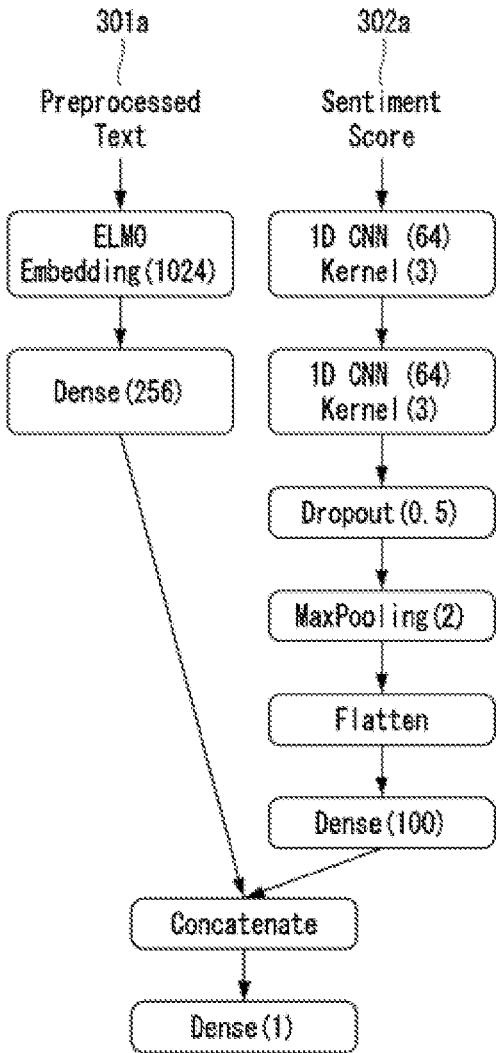 301a
302a
Preprocessed
Text
Sentiment
Score
ELMO
Embedding(1024)
1D CNN (64)
Kernel(3)
Dense(256)
1D CNN (64)
Kernel(3)
Dropout(0.5)
MaxPooling(2)
Flatten
Dense(100)
Concatenate
Dense(1)